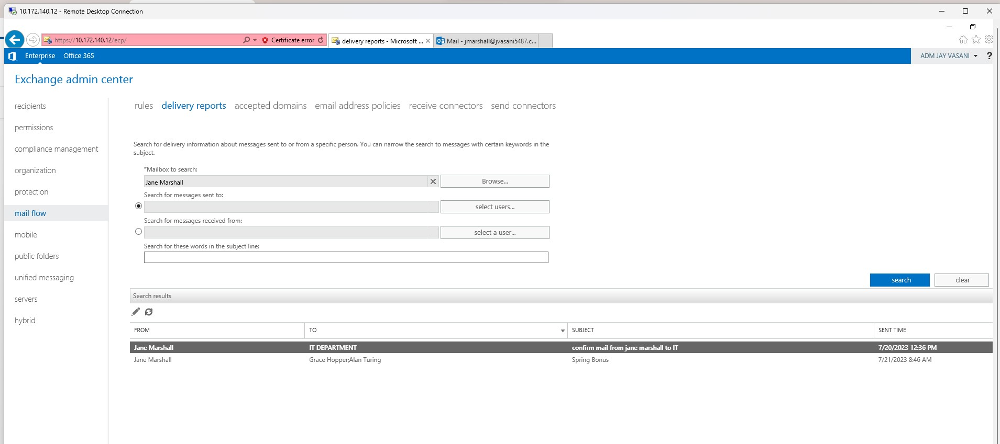 10.172.140.12 - Remote Desktop Connection
https://10.172.140.12/ecp/
Certificate error
delivery reports - Microsoft ...
Mail - jmarshall@jvasani5487.c...
Enterprise
Office 365
ADM JAY VASANI
?
Exchange admin center
recipients
permissions
compliance management
organization
protection
mail flow
mobile
public folders
unified messaging
servers
hybrid
rules delivery reports accepted domains email address policies receive connectors send connectors
Search for delivery information about messages sent to or from a specific person. You can narrow the search to messages with certain keywords in the
subject.
*Mailbox to search:
Jane Marshall
Browse...
Search for messages sent to:
select users...
Search for messages received from:
select a user...
Search for these words in the subject line:
search
clear
Search results
FROM TO SUBJECT SENT TIME
Jane Marshall IT DEPARTMENT confirm mail from jane marshall to IT 7/20/2023 12:36 PM
Jane Marshall Grace Hopper;Alan Turing Spring Bonus 7/21/2023 8:46 AM